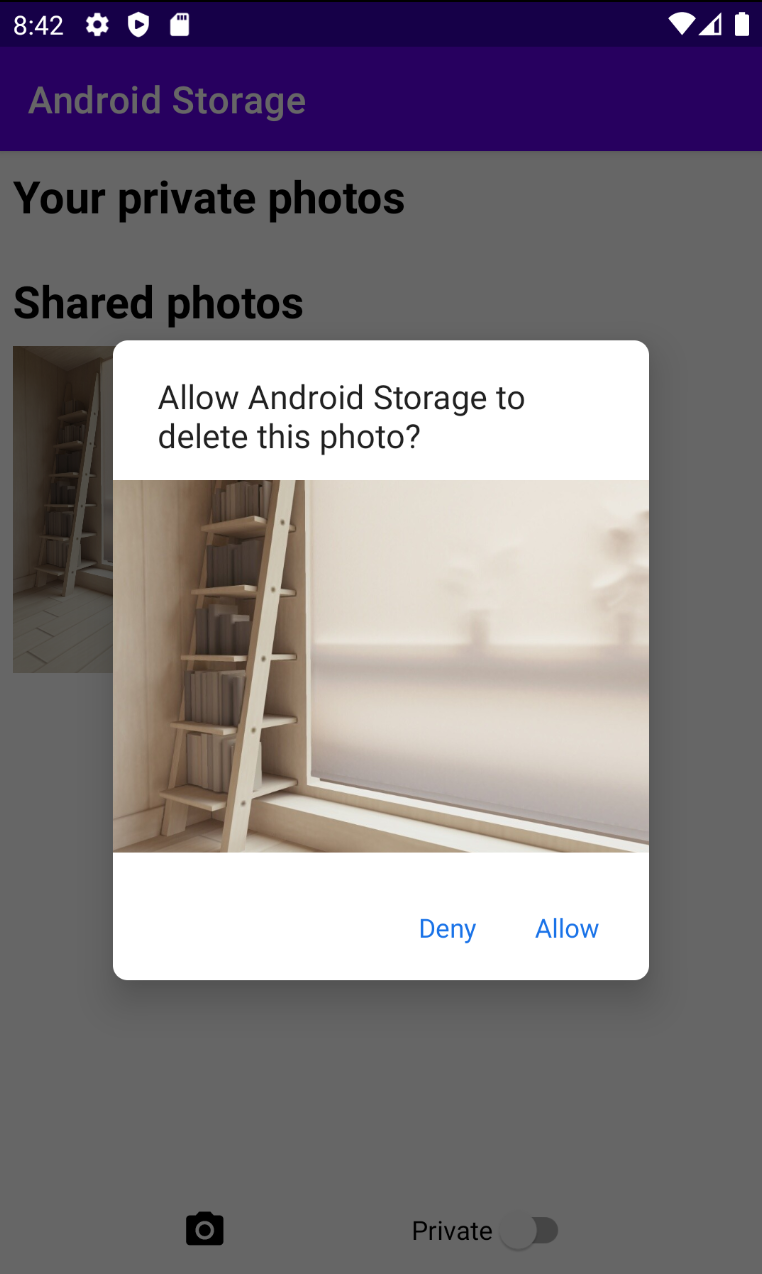 8:42
Android Storage
Your private photos
Shared photos
Allow Android Storage to
delete this photo?
Deny Allow
Private